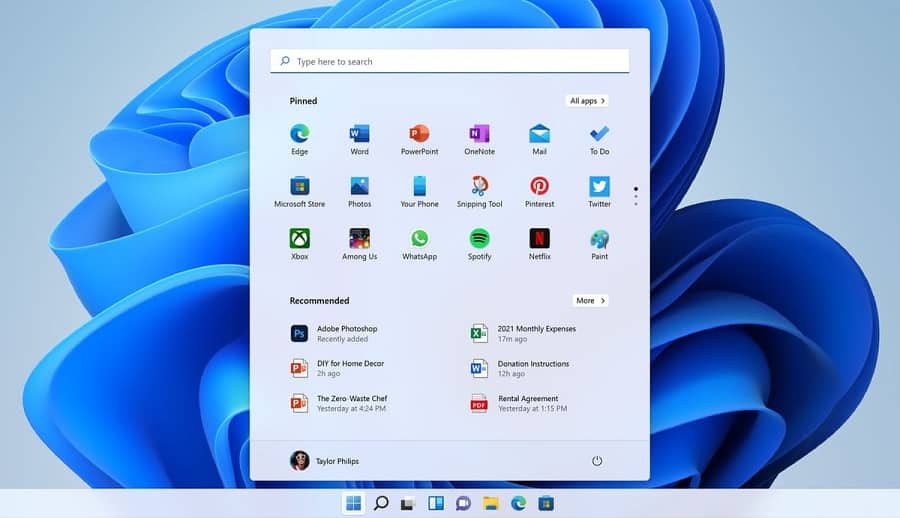 Type here to search
Pinned
All apps >
Edge
Word
PowerPoint
OneNote
Mail
To Do
Microsoft Store
Photos
Your Phone
Snipping Tool
Pinterest
Twitter
Xbox
Among Us
WhatsApp
Spotify
Netflix
Paint
Recommended
More >
Adobe Photoshop
Recently added
2021 Monthly Expenses
17m ago
DIY for Home Decor
2h ago
Donation Instructions
12h ago
The Zero-Waste Chef
Yesterday at 4:24 PM
Rental Agreement
Yesterday at 1:15 PM
Taylor Philips